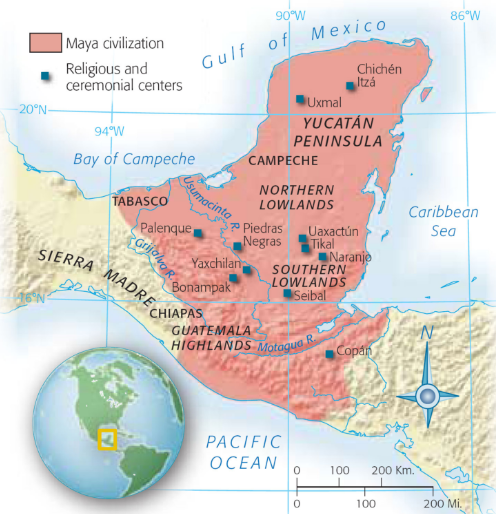 90°W
86°W
Gulf of Mexico
Maya civilization
Religious and
ceremonial centers
Chichén
Itzá
Uxmal
20°N
94°W
YUCATÁN
PENINSULA
Bay of Campeche
CAMPECHE
Usumacinta R.
TABASCO
NORTHERN
LOWLANDS
Caribbean
Sea
Palenque
Piedras
Negras
Uaxactún
Tikal
Naranjo
Grijalva R.
Yaxchilan
SIERRA MADRE
SOUTHERN
LOWLANDS
Bonampak
Seibal
16°N
CHIAPAS
GUATEMALA
HIGHLANDS
Motagua R.
Copán
N
PACIFIC
OCEAN
0 100 200 Km.
0 100 200 Mi.